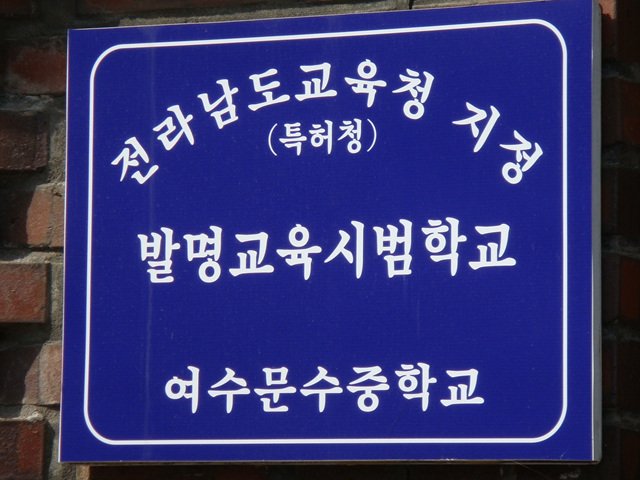 전라남도교육청 지정
(특허청)
발명교육시범학교
여수문수중학교